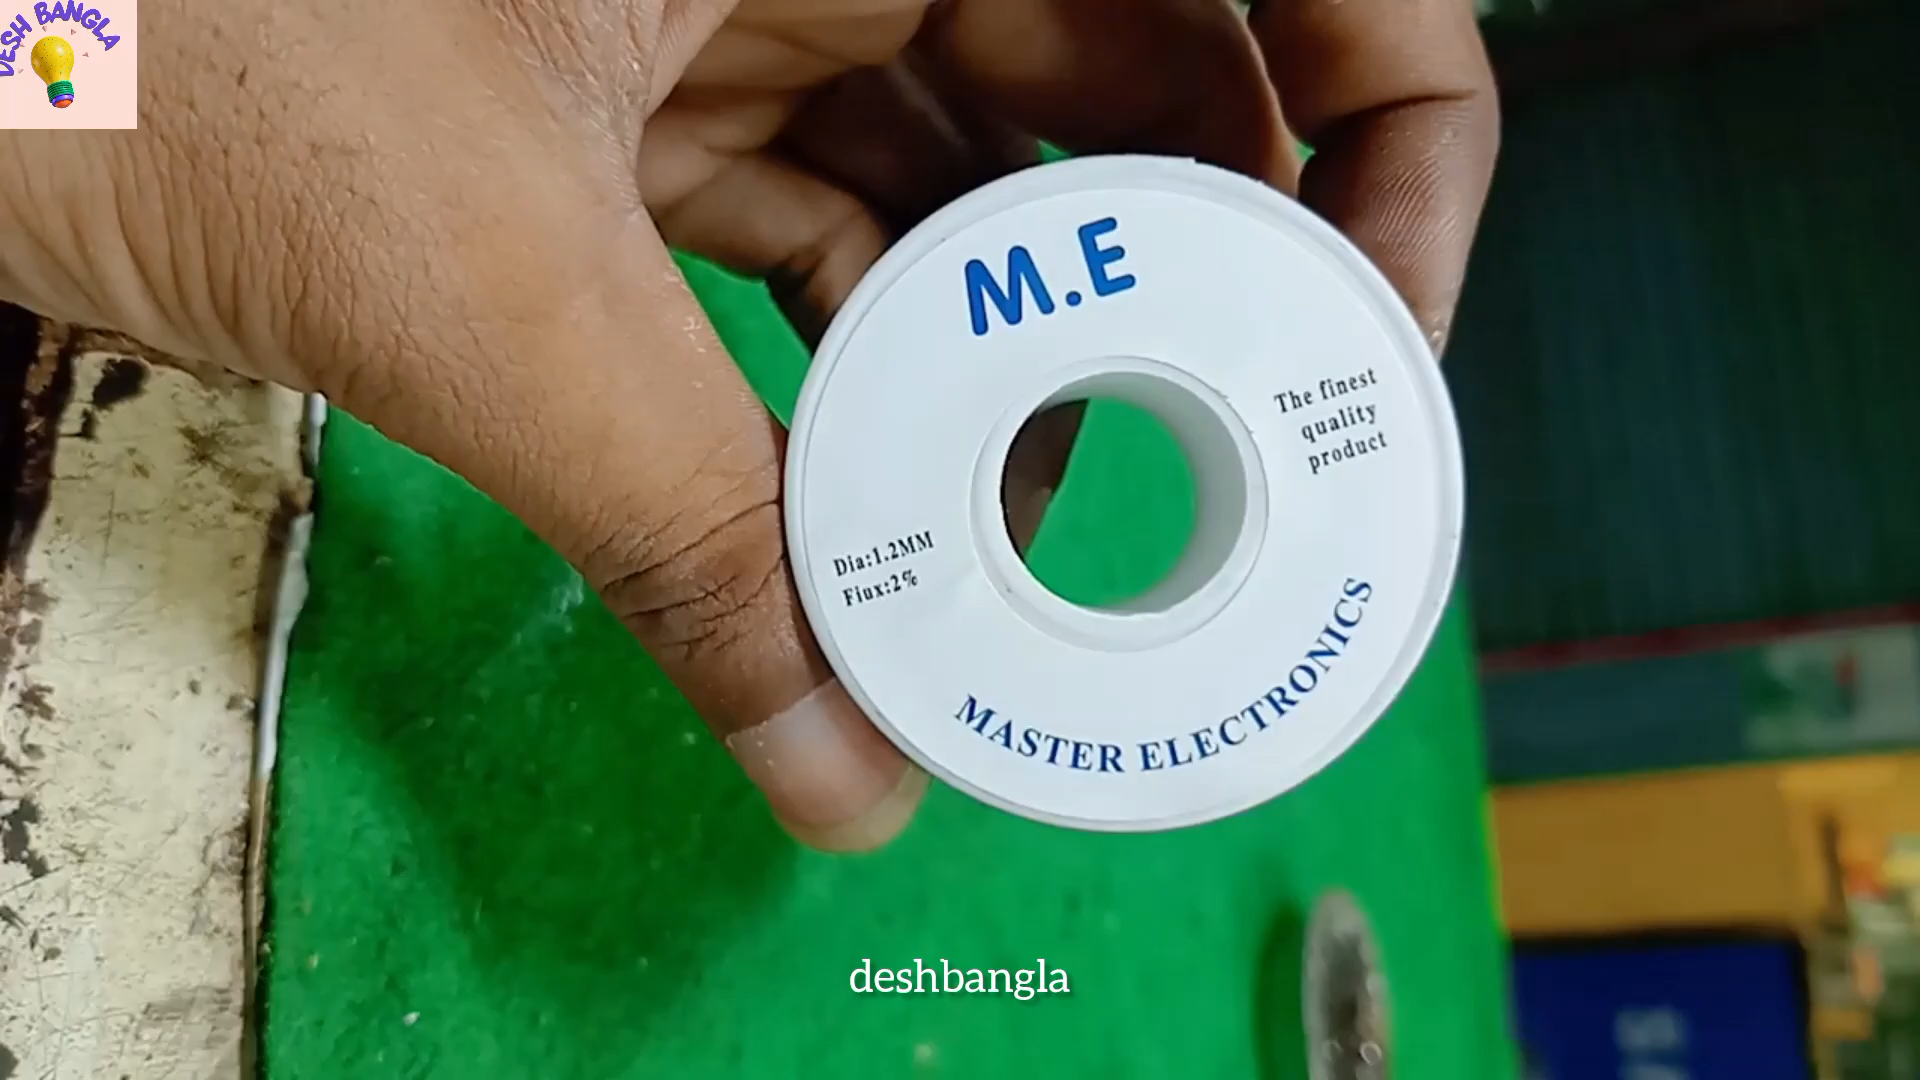 DESH BANGLA
M.E
The finest
quality
product
Dia:1.2MM
Fiux:2%
MASTER ELECTRONICS
deshbangla